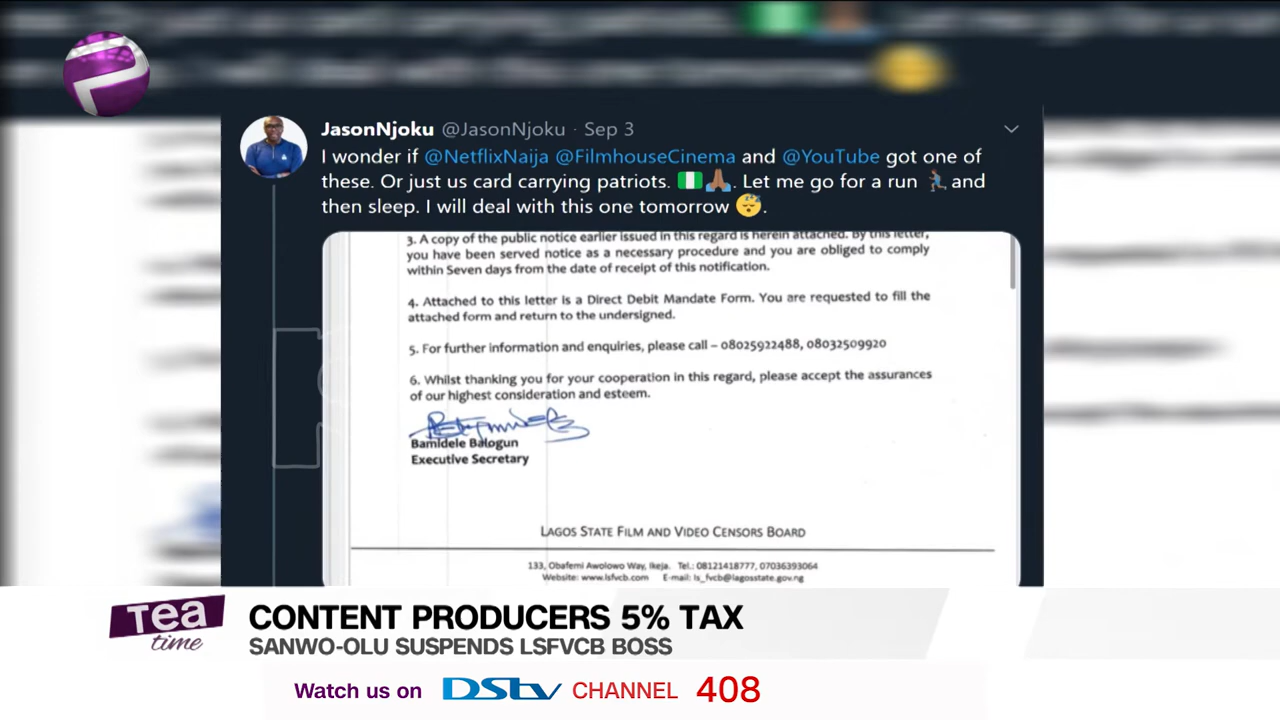 JasonNjoku @JasonNjoku · Sep 3
I wonder if @NetflixNaija @FilmhouseCinema and @YouTube got one of
these. Or just us card carrying patriots. 🇳🇬🙏🏾. Let me go for a run 🏃🏾and
then sleep. I will deal with this one tomorrow 😴.
3. A copy of the public notice earlier issued in this regard is herein attached. By this letter,
you have been served notice as a necessary procedure and you are obliged to comply
within Seven days from the date of receipt of this notification.
4. Attached to this letter is a Direct Debit Mandate Form. You are requested to fill the
attached form and return to the undersigned.
5. For further information and enquiries, please call – 08025922488, 08032509920
6. Whilst thanking you for your cooperation in this regard, please accept the assurances
of our highest consideration and esteem.
Bamidele Balogun
Executive Secretary
LAGOS STATE FILM AND VIDEO CENSORS BOARD
133, Obafemi Awolowo Way, Ikeja. Tel.: 08121418777, 07036393064
Website: www.lsfvcb.com E-mail: ls_fvcb@lagosstate.gov.ng
Tea
time
CONTENT PRODUCERS 5% TAX
SANWO-OLU SUSPENDS LSFVCB BOSS
Watch us on DStv CHANNEL 408